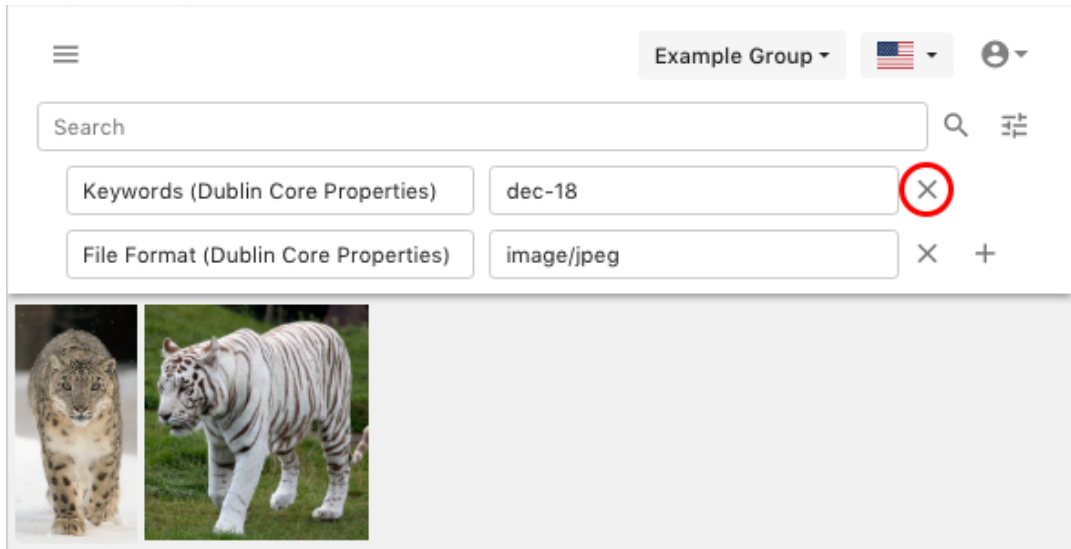 Example Group
Search
Keywords (Dublin Core Properties) dec-18
File Format (Dublin Core Properties) image/jpeg